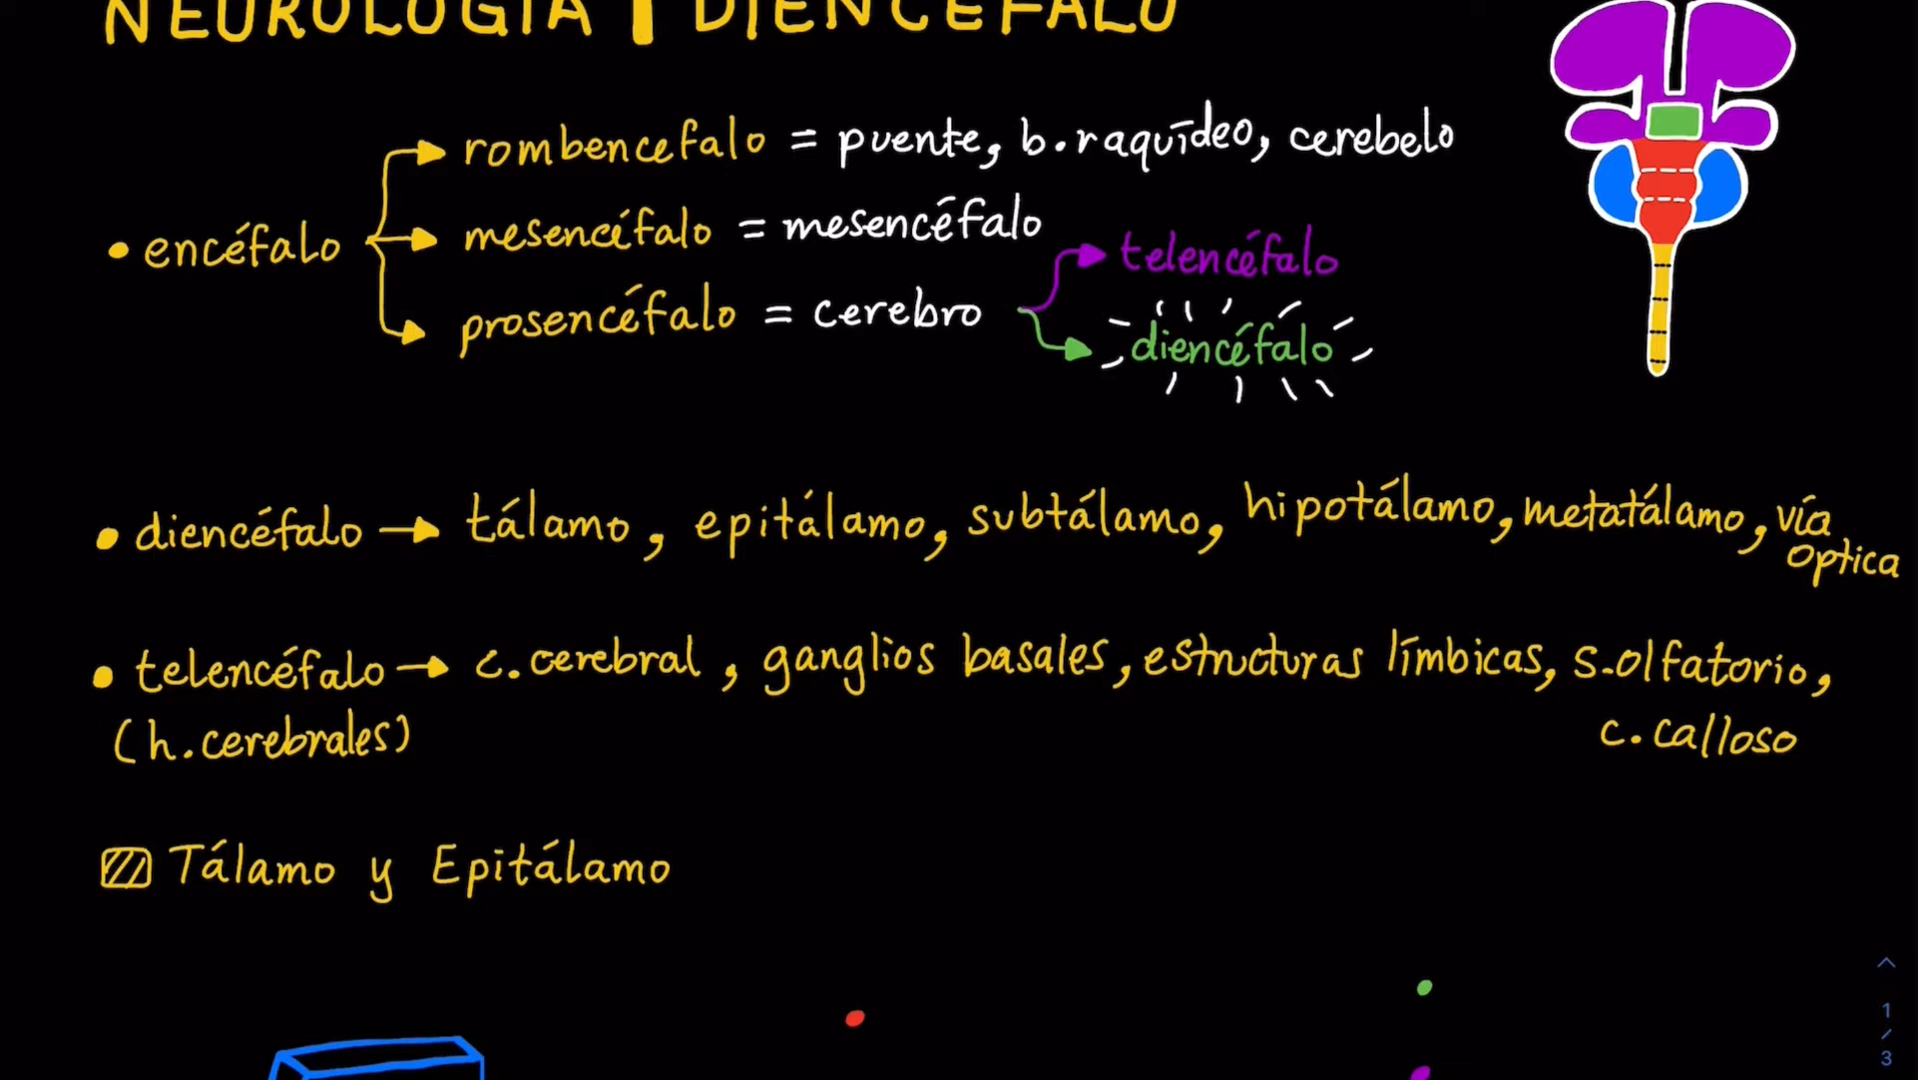 NEUROLOGÍA | DIENCÉFALO
rombencefalo = puente, b.raquídeo, cerebelo
• encéfalo mesencéfalo = mesencéfalo
telencéfalo
prosencéfalo = cerebro
diencéfalo
• diencéfalo → tálamo, epitálamo, subtálamo, hipotálamo, metatálamo, vía
óptica
• telencéfalo → c.cerebral, ganglios basales, estructuras límbicas, s.olfatorio,
(h.cerebrales) c.calloso
Tálamo y Epitálamo
1
/
3